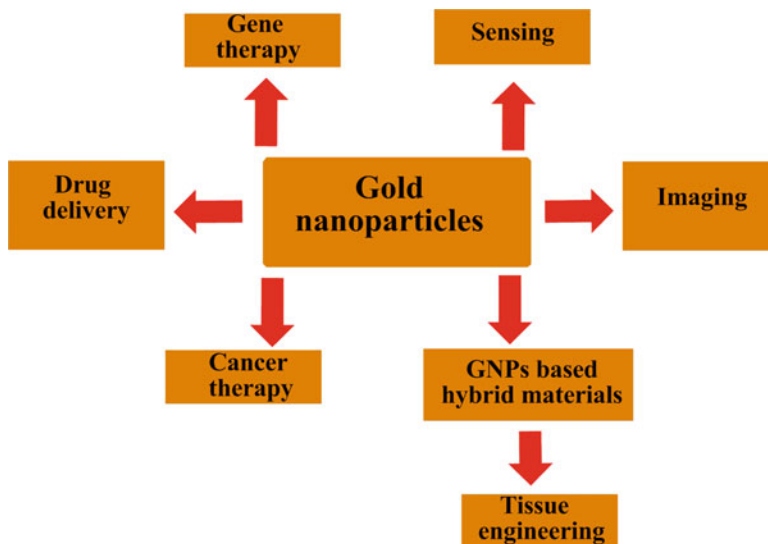 Gene
therapy
Sensing
Drug
delivery
Gold
nanoparticles
Imaging
Cancer
therapy
GNPs based
hybrid materials
Tissue
engineering